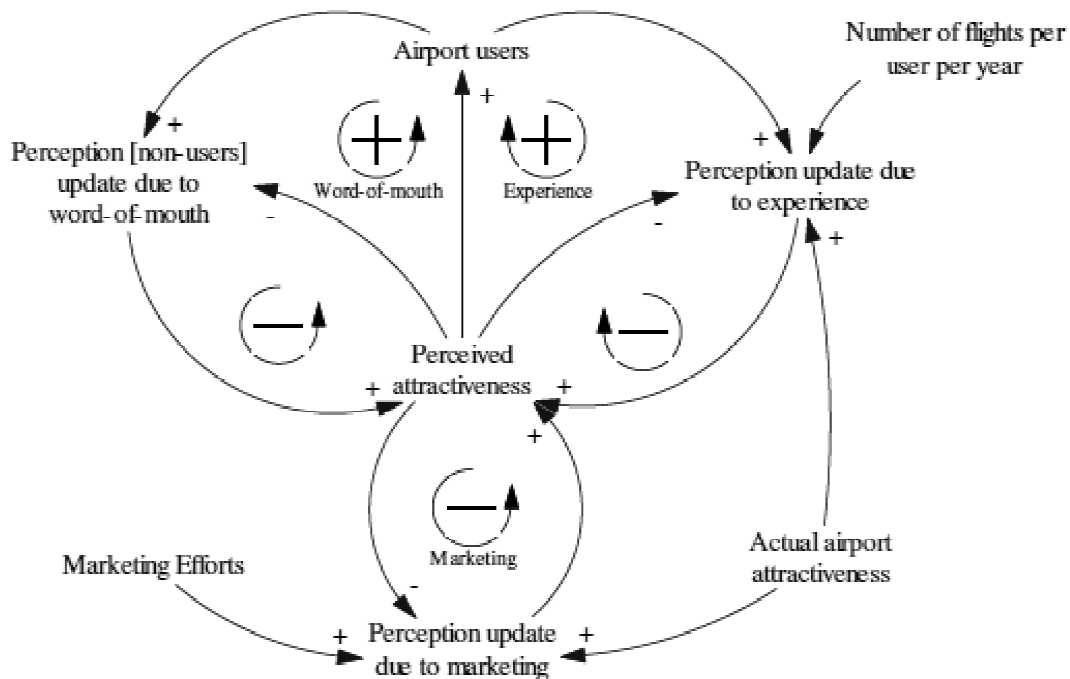 Airport users
Number of flights per
user per year
+
+
+
Perception [non-users]
update due to
word-of-mouth
Word-of-mouth
Experience
Perception update due
to experience
-
-
+
Perceived
attractiveness
+
+
+
Marketing
Marketing Efforts
Actual airport
attractiveness
-
+
Perception update
due to marketing
+